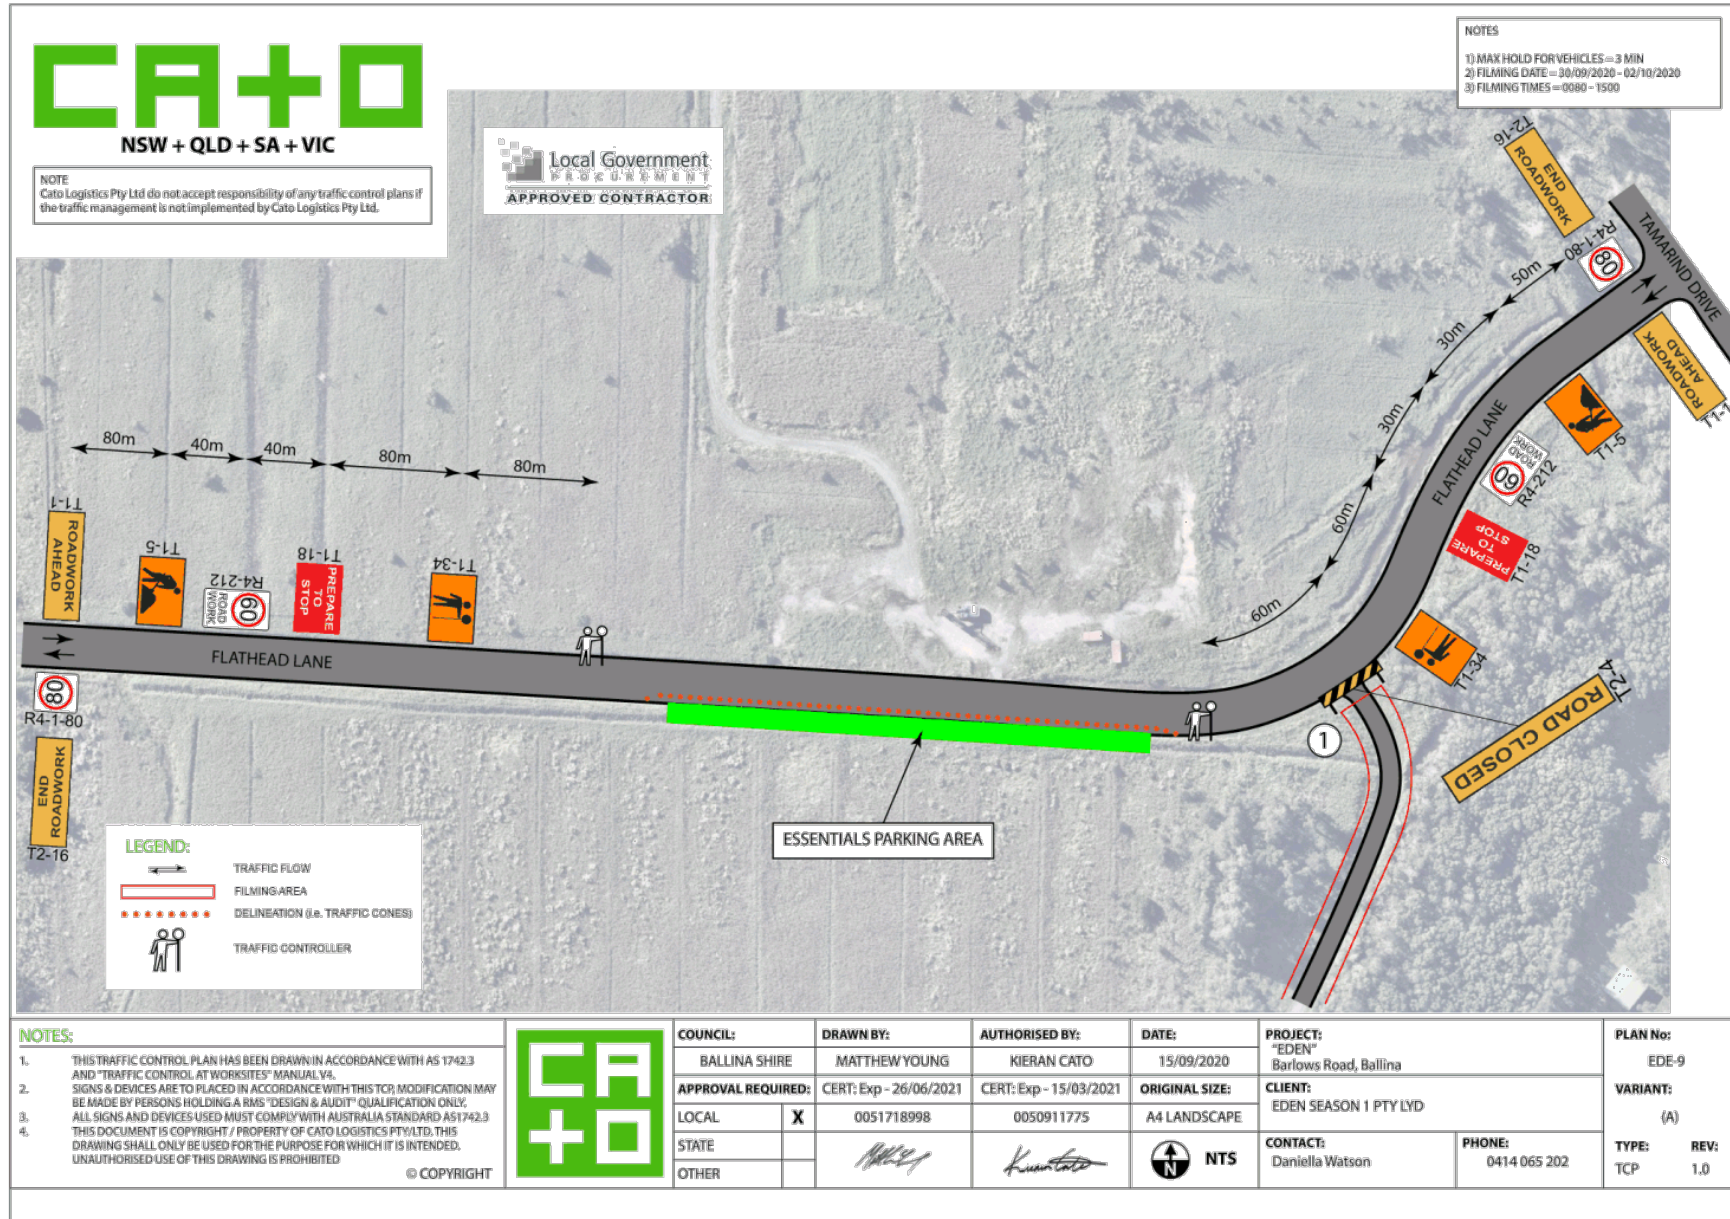 CA+O
NSW + QLD + SA + VIC
NOTE
Cato Logistics Pty Ltd do not accept responsibility of any traffic control plans if
the traffic management is not implemented by Cato Logistics Pty Ltd.
Local Government
PROCUREMENT
APPROVED CONTRACTOR
NOTES
1) MAX HOLD FOR VEHICLES = 3 MIN
2) FILMING DATE = 30/09/2020 - 02/10/2020
3) FILMING TIMES = 0080 - 1500
T2-16
END
ROADWORK
R4-1-80
80
TAMARIND DRIVE
50m
30m
30m
60m
60m
ROADWORK
AHEAD
T1-1
T1-5
ROAD
WORK
60
R4-212
FLATHEAD LANE
PREPARE
TO
STOP
T1-18
T1-34
T2-4
ROAD CLOSED
1
80m
40m
40m
80m
80m
T1-1
ROADWORK
AHEAD
T1-5
R4-212
ROAD
WORK
60
T1-18
PREPARE
TO
STOP
T1-34
FLATHEAD LANE
80
R4-1-80
END
ROADWORK
T2-16
ESSENTIALS PARKING AREA
LEGEND:
TRAFFIC FLOW
FILMING AREA
DELINEATION (i.e. TRAFFIC CONES)
TRAFFIC CONTROLLER
NOTES:
1. THIS TRAFFIC CONTROL PLAN HAS BEEN DRAWN IN ACCORDANCE WITH AS 1742.3
AND "TRAFFIC CONTROL AT WORKSITES" MANUAL V4.
2. SIGNS & DEVICES ARE TO PLACED IN ACCORDANCE WITH THIS TCP, MODIFICATION MAY
BE MADE BY PERSONS HOLDING A RMS "DESIGN & AUDIT" QUALIFICATION ONLY.
3. ALL SIGNS AND DEVICES USED MUST COMPLY WITH AUSTRALIA STANDARD AS1742.3
4. THIS DOCUMENT IS COPYRIGHT / PROPERTY OF CATO LOGISTICS PTY/LTD. THIS
DRAWING SHALL ONLY BE USED FOR THE PURPOSE FOR WHICH IT IS INTENDED.
UNAUTHORISED USE OF THIS DRAWING IS PROHIBITED
© COPYRIGHT
CA
+O
COUNCIL:
BALLINA SHIRE
APPROVAL REQUIRED:
LOCAL X
STATE
OTHER
DRAWN BY:
MATTHEW YOUNG
CERT: Exp - 26/06/2021
0051718998
AUTHORISED BY:
KIERAN CATO
CERT: Exp - 15/03/2021
0050911775
DATE:
15/09/2020
ORIGINAL SIZE:
A4 LANDSCAPE
N NTS
PROJECT:
"EDEN"
Barlows Road, Ballina
CLIENT:
EDEN SEASON 1 PTY LYD
CONTACT:
Daniella Watson
PHONE:
0414 065 202
PLAN No:
EDE-9
VARIANT:
(A)
TYPE: REV:
TCP 1.0